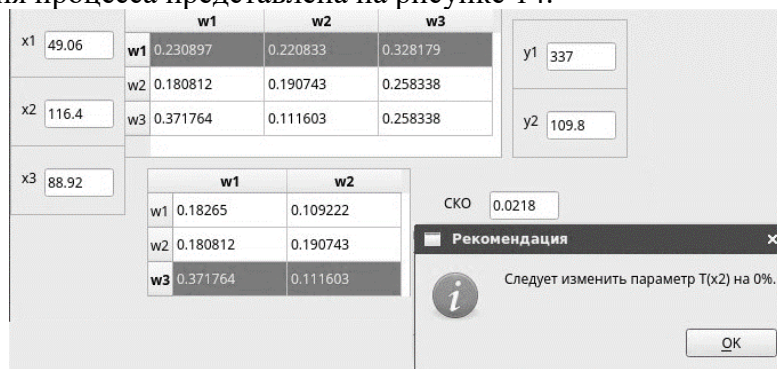 процесса представлена на рисунке 14.
w1 w2 w3
x1 49.06
w1 0.230897 0.220833 0.328179
y1 337
w2 0.180812 0.190743 0.258338
x2 116.4
w3 0.371764 0.111603 0.258338
y2 109.8
x3 88.92
w1 w2
w1 0.18265 0.109222
СКО 0.0218
w2 0.180812 0.190743
w3 0.371764 0.111603
Рекомендация x
Следует изменить параметр T(x2) на 0%.
OK